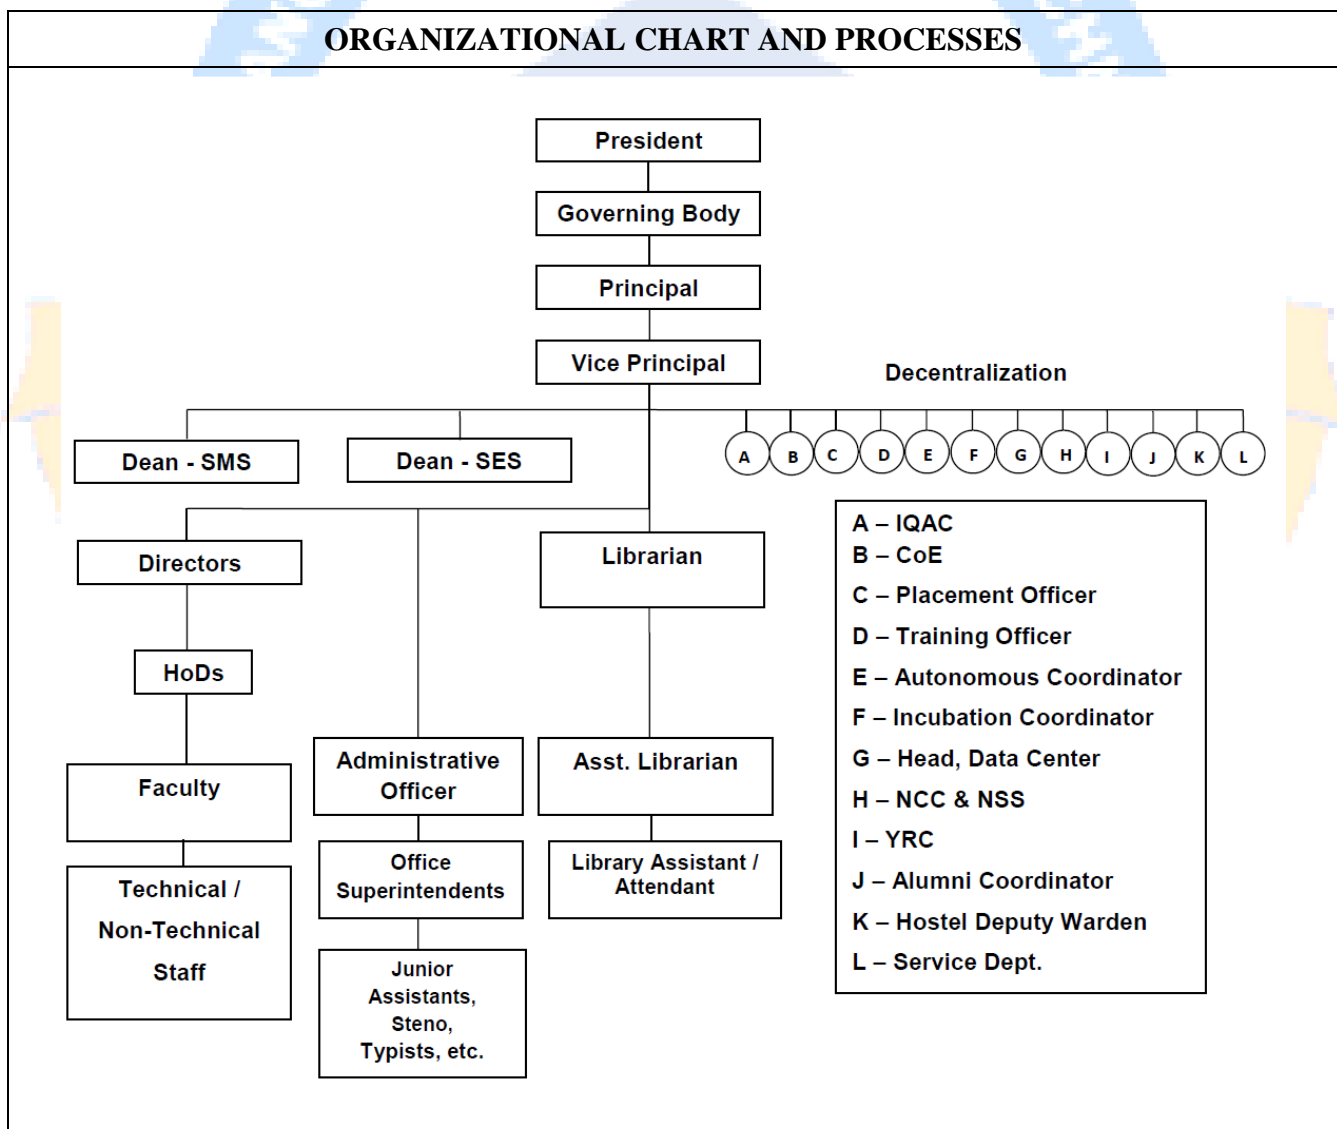 ORGANIZATIONAL CHART AND PROCESSES
President
Governing Body
Principal
Vice Principal
Decentralization
Dean - SMS
Dean - SES
A
B
C
D
E
F
G
H
I
J
K
L
Directors
Librarian
HoDs
Faculty
Administrative
Officer
Asst. Librarian
Technical /
Non-Technical
Staff
Office
Superintendents
Library Assistant /
Attendant
Junior
Assistants,
Steno,
Typists, etc.
A – IQAC
B – CoE
C – Placement Officer
D – Training Officer
E – Autonomous Coordinator
F – Incubation Coordinator
G – Head, Data Center
H – NCC & NSS
I – YRC
J – Alumni Coordinator
K – Hostel Deputy Warden
L – Service Dept.